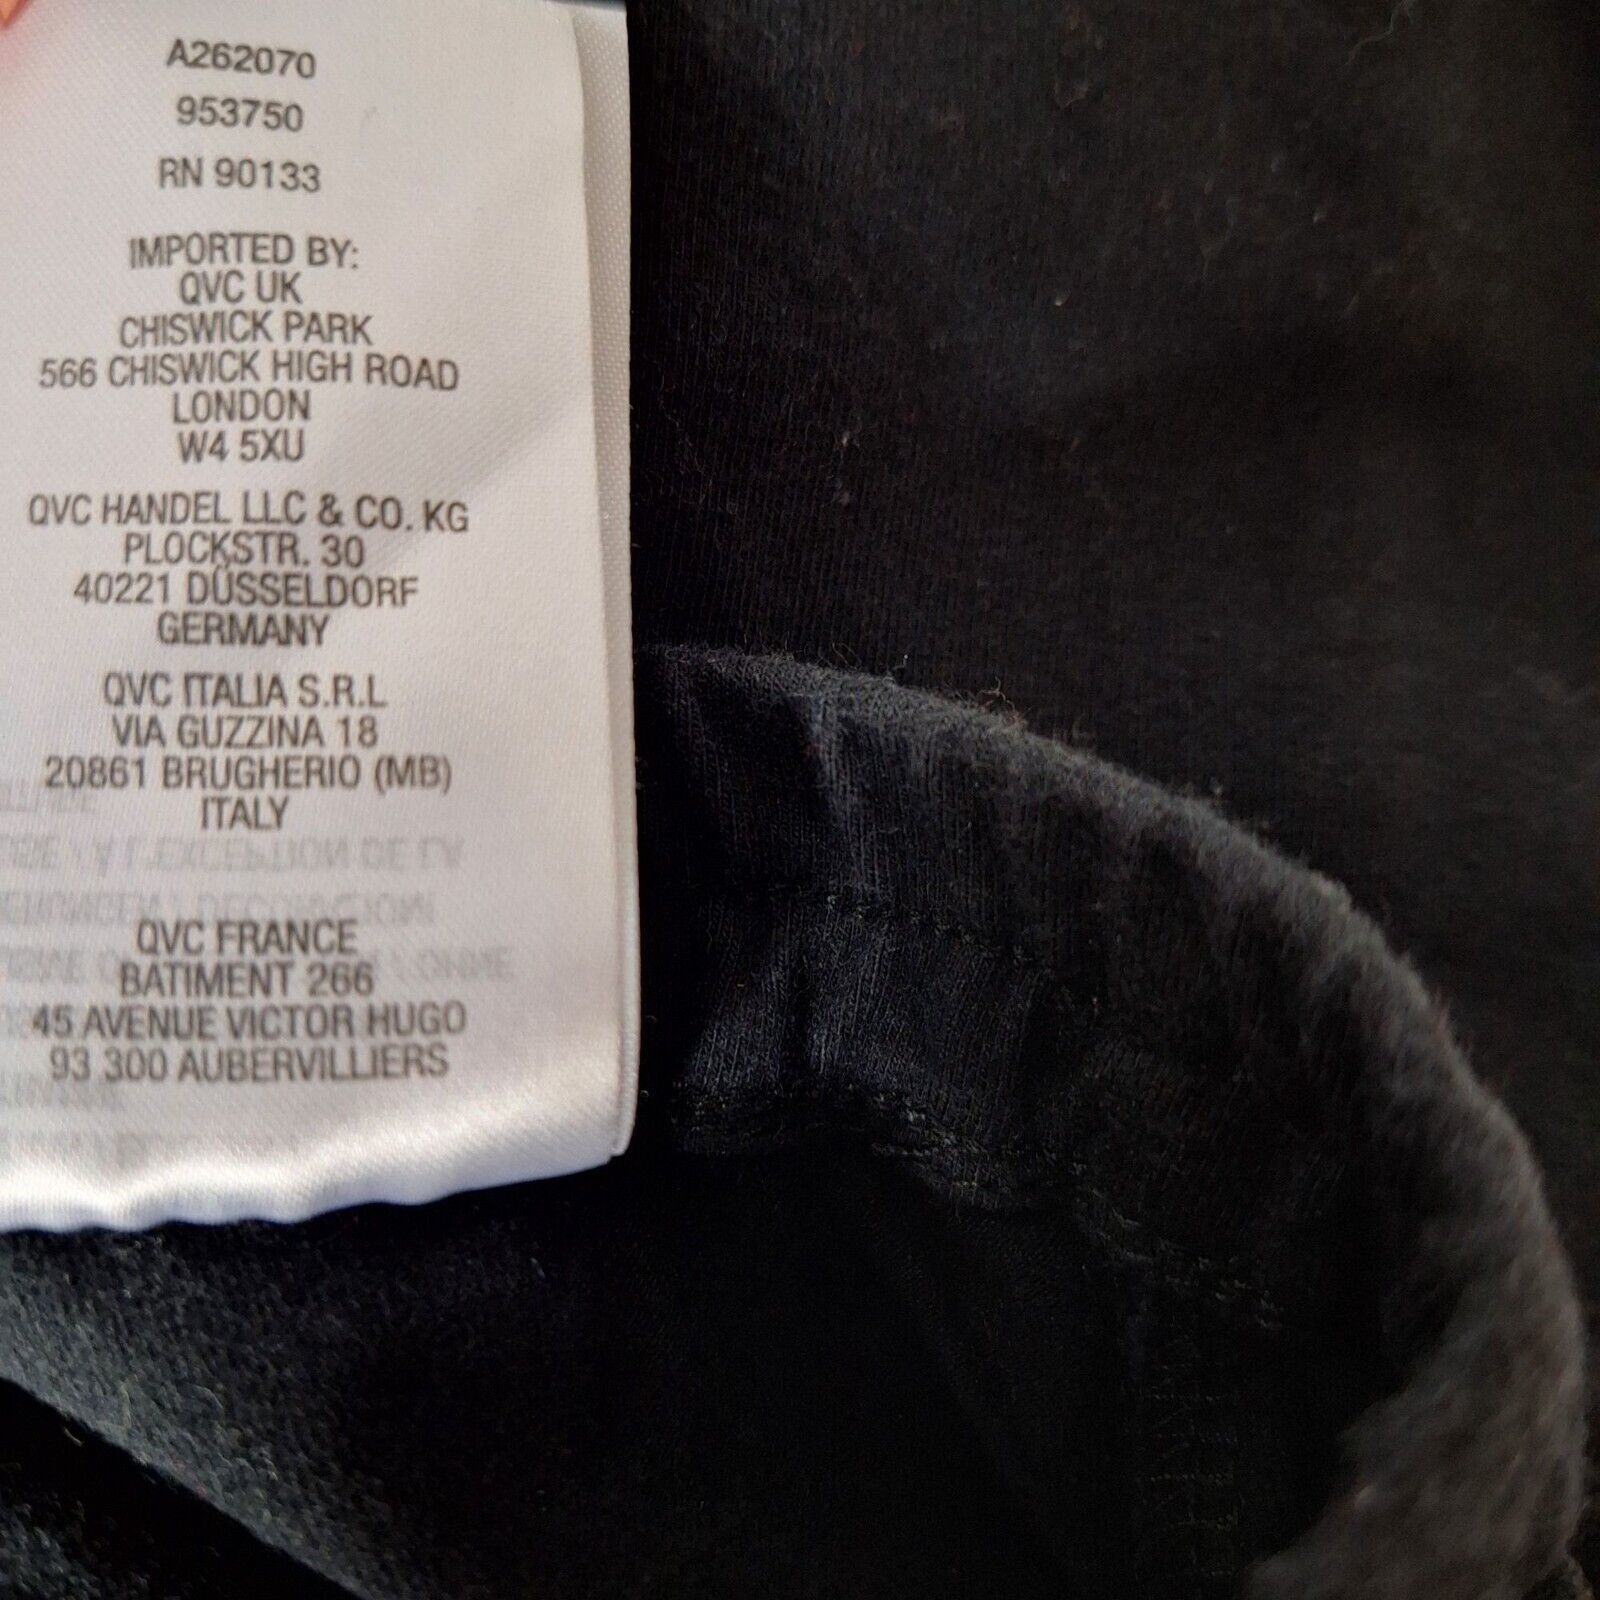 A262070
953750
RN 90133
IMPORTED BY:
QVC UK
CHISWICK PARK
566 CHISWICK HIGH ROAD
LONDON
W4 5XU
QVC HANDEL LLC & CO. KG
PLOCKSTR. 30
40221 DÜSSELDORF
GERMANY
QVC ITALIA S.R.L
VIA GUZZINA 18
20861 BRUGHERIO (MB)
ITALY
QVC FRANCE
BATIMENT 266
45 AVENUE VICTOR HUGO
93 300 AUBERVILLIERS